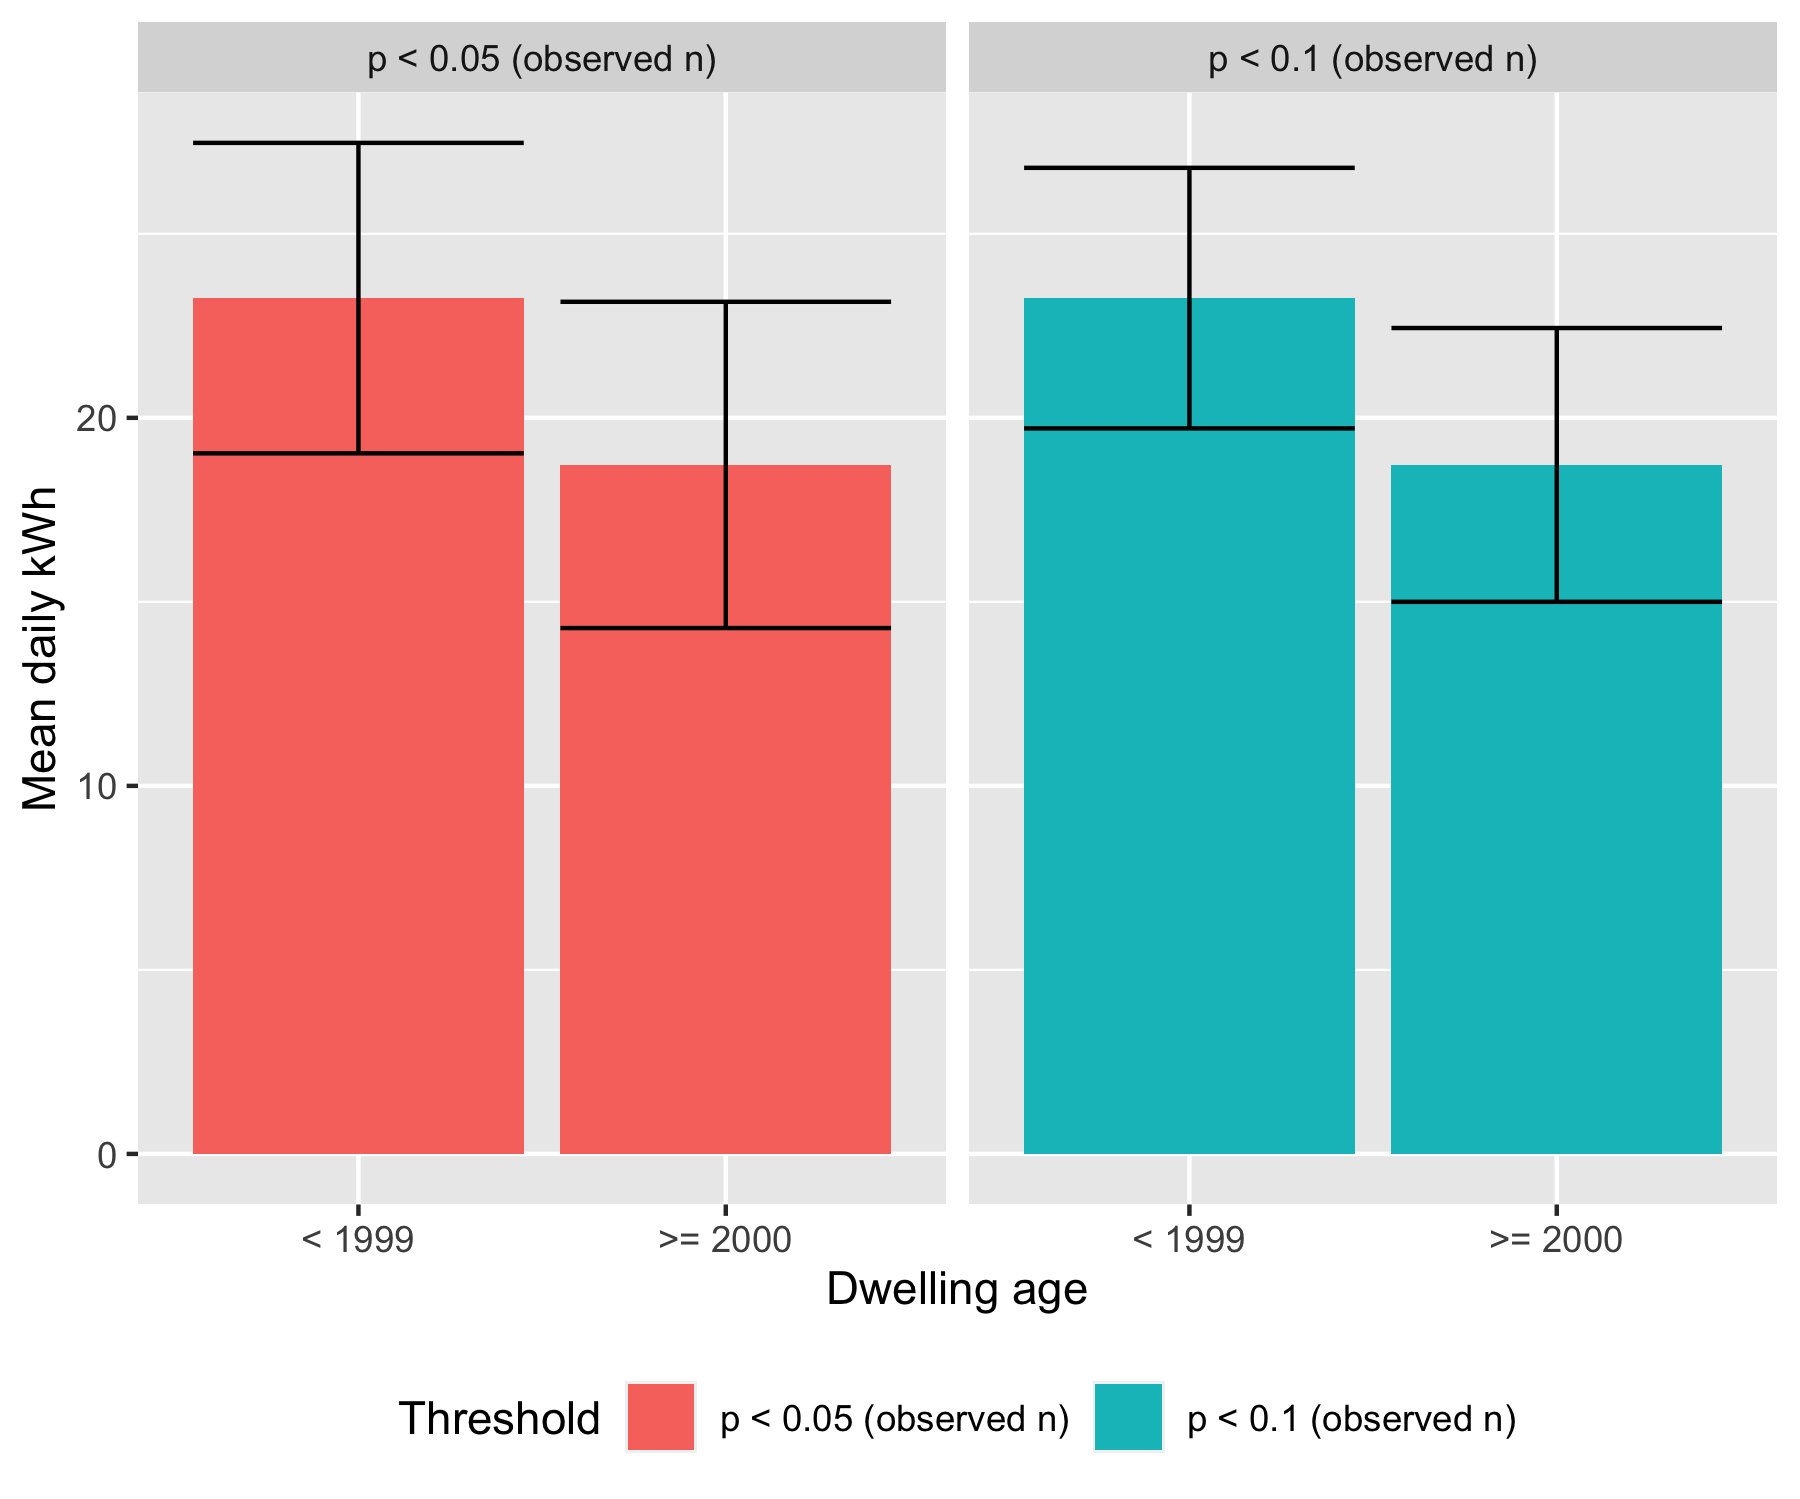 p < 0.05 (observed n)
p < 0.1 (observed n)
Mean daily kWh
20
10
0
< 1999
>= 2000
< 1999
>= 2000
Dwelling age
Threshold
p < 0.05 (observed n)
p < 0.1 (observed n)